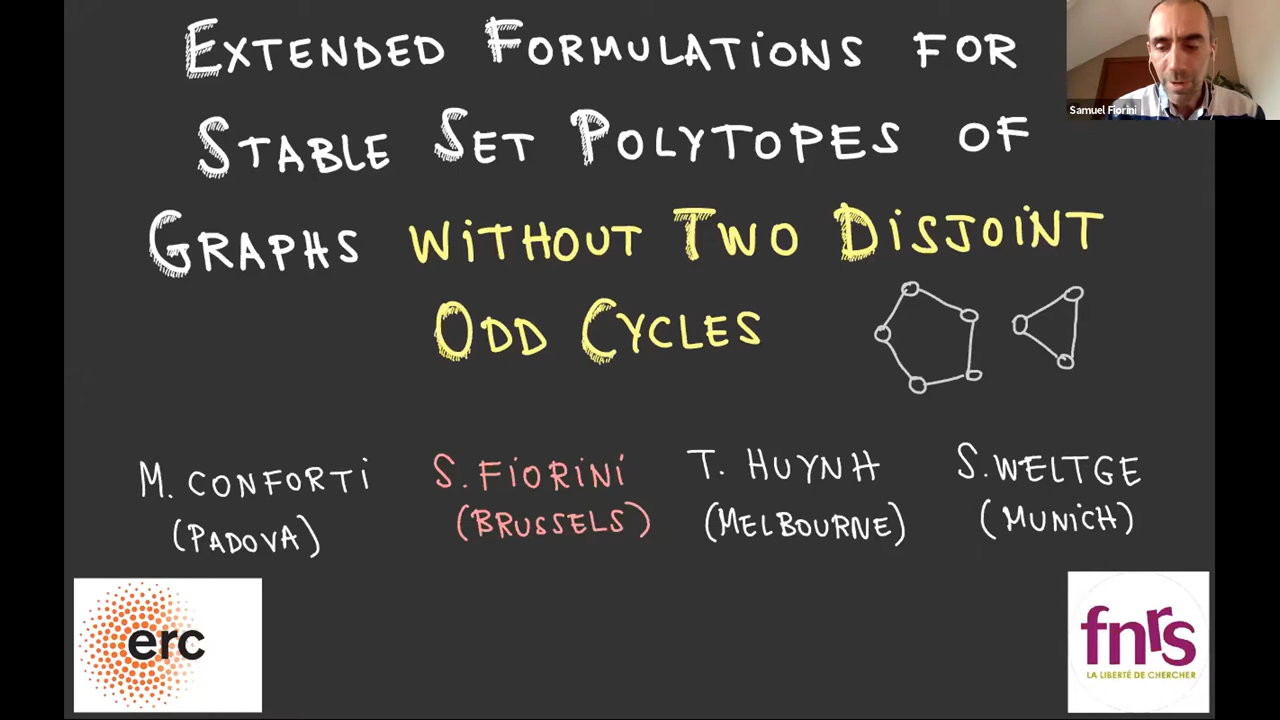 EXTENDED FORMULATIONS FOR
STABLE SET POLYTOPES OF
GRAPHS WITHOUT TWO DISJOINT
ODD CYCLES
Samuel Fiorini
M. CONFORTI S. FIORINI T. HUYNH S. WELTGE
(PADOVA) (BRUSSELS) (MELBOURNE) (MUNICH)
erc
fnrs
LA LIBERTÉ DE CHERCHER